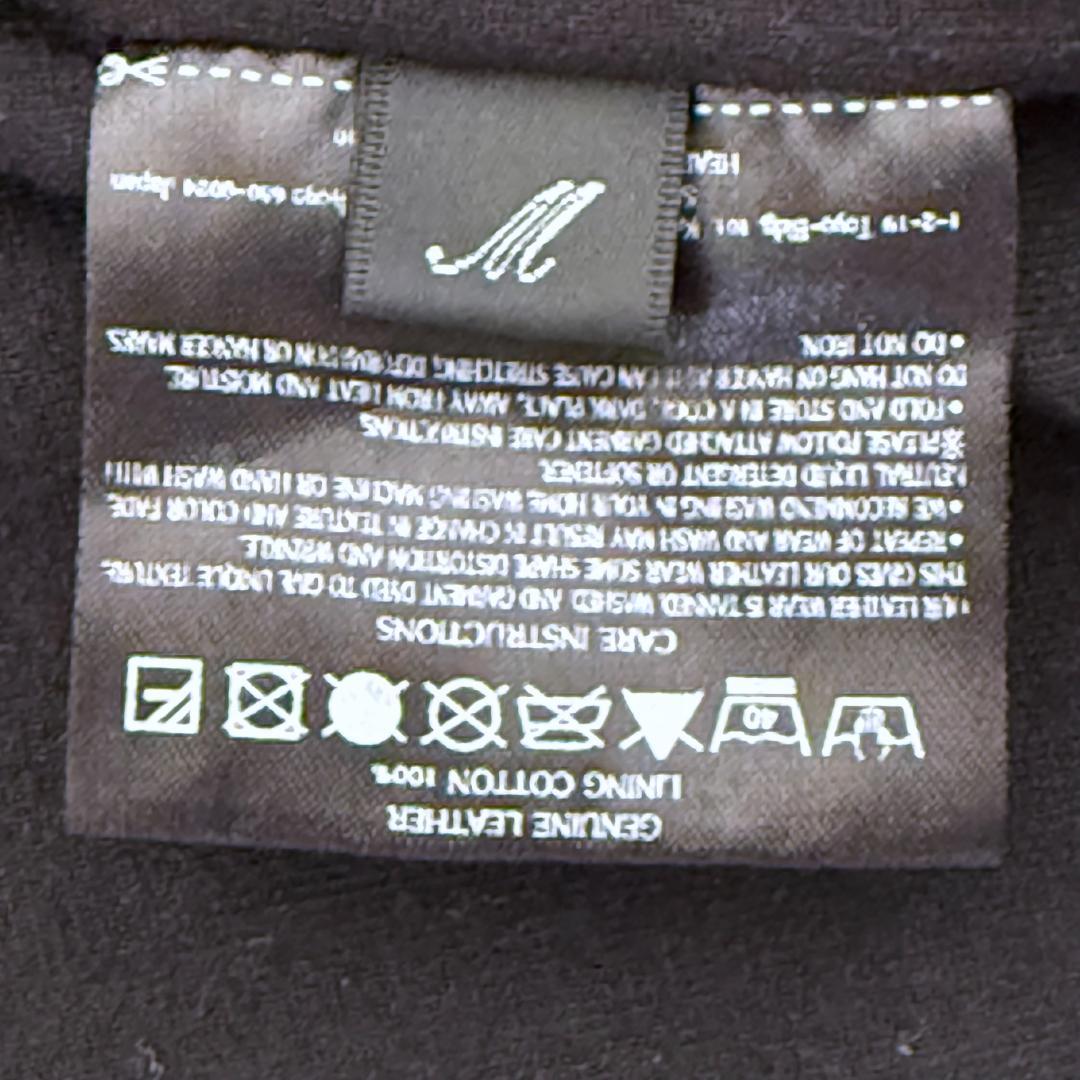 GENUINE LEATHER
LINING COTTON 100%
40
CARE INSTRUCTIONS
LEATHER WEAR IS TANNED, WASHED AND GARMENT DYED TO GIVE UNIQUE TEXTURE.
THIS GIVES OUR LEATHER WEAR SOME SHAPE DISTORTION AND WRINKLE.
•REPEAT OF WEAR AND WASH MAY RESULT IN CHANGE IN TEXTURE AND COLOR FADE.
•WE RECOMMEND WASHING IN YOUR HOME WASHING MACHINE OR HAND WASH WITH
NEUTRAL LIQUID DETERGENT OR SOFTENER
※PLEASE FOLLOW ATTACHED GARMENT CARE INSTRUCTIONS
•FOLD AND STORE IN A COOL, DARK PLACE, AWAY FROM HEAT AND MOISTURE.
DO NOT HANG ON HANGER AS IT CAN CAUSE STRETCHING, DEFORMATION OR HANGER MARKS
•DO NOT IRON
Japan
M